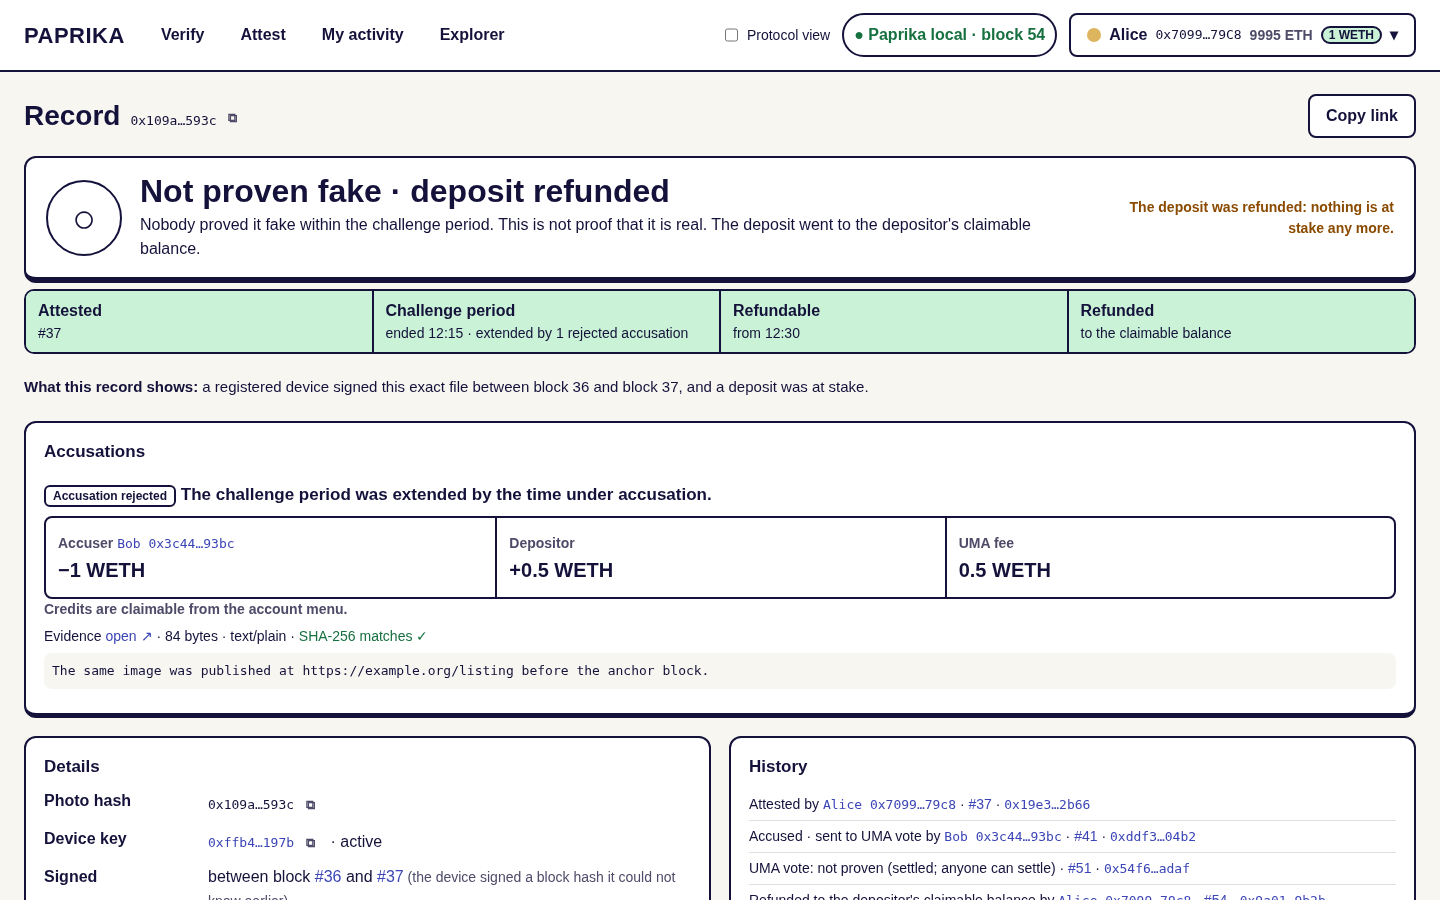 PAPRIKA Verify Attest My activity Explorer Protocol view ● Paprika local · block 54 Alice 0x7099…79C8 9995 ETH 1 WETH ▾
Record 0x109a…593c ⧉ Copy link
Not proven fake · deposit refunded
Nobody proved it fake within the challenge period. This is not proof that it is real. The deposit went to the depositor's claimable
balance.
The deposit was refunded: nothing is at
stake any more.
Attested
#37
Challenge period
ended 12:15 · extended by 1 rejected accusation
Refundable
from 12:30
Refunded
to the claimable balance
What this record shows: a registered device signed this exact file between block 36 and block 37, and a deposit was at stake.
Accusations
Accusation rejected The challenge period was extended by the time under accusation.
Accuser Bob 0x3c44…93bc
−1 WETH
Depositor
+0.5 WETH
UMA fee
0.5 WETH
Credits are claimable from the account menu.
Evidence open ↗ · 84 bytes · text/plain · SHA-256 matches ✓
The same image was published at https://example.org/listing before the anchor block.
Details
Photo hash 0x109a…593c ⧉
Device key 0xffb4…197b ⧉ · active
Signed between block #36 and #37 (the device signed a block hash it could not
know earlier)
History
Attested by Alice 0x7099…79c8 · #37 · 0x19e3…2b66
Accused · sent to UMA vote by Bob 0x3c44…93bc · #41 · 0xddf3…04b2
UMA vote: not proven (settled; anyone can settle) · #51 · 0x54f6…adaf
Refunded to the depositor's claimable balance by Alice 0x7099…79c8 · #54 ·